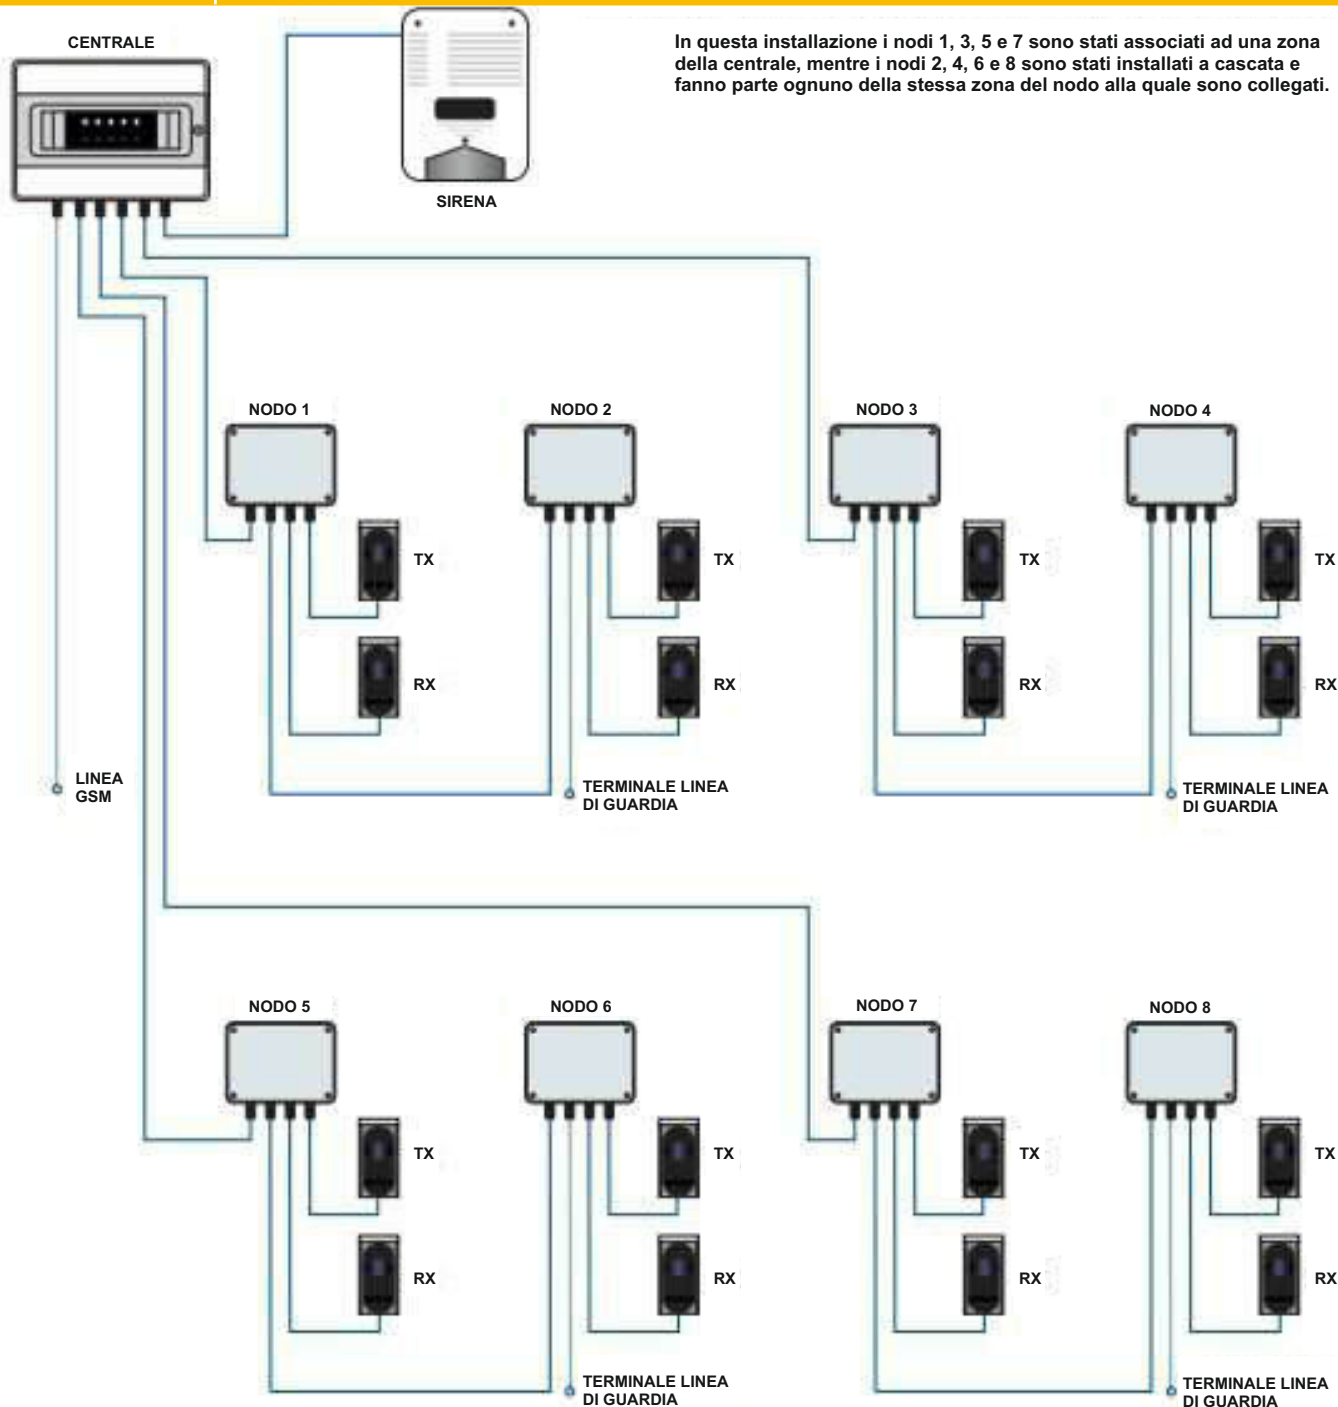 CENTRALE
In questa installazione i nodi 1, 3, 5 e 7 sono stati associati ad una zona
della centrale, mentre i nodi 2, 4, 6 e 8 sono stati installati a cascata e
fanno parte ognuno della stessa zona del nodo alla quale sono collegati.
SIRENA
NODO 1
NODO 2
NODO 3
NODO 4
TX
TX
TX
TX
RX
RX
RX
RX
LINEA
GSM
TERMINALE LINEA
DI GUARDIA
TERMINALE LINEA
DI GUARDIA
NODO 5
NODO 6
NODO 7
NODO 8
TX
TX
TX
TX
RX
RX
RX
RX
TERMINALE LINEA
DI GUARDIA
TERMINALE LINEA
DI GUARDIA